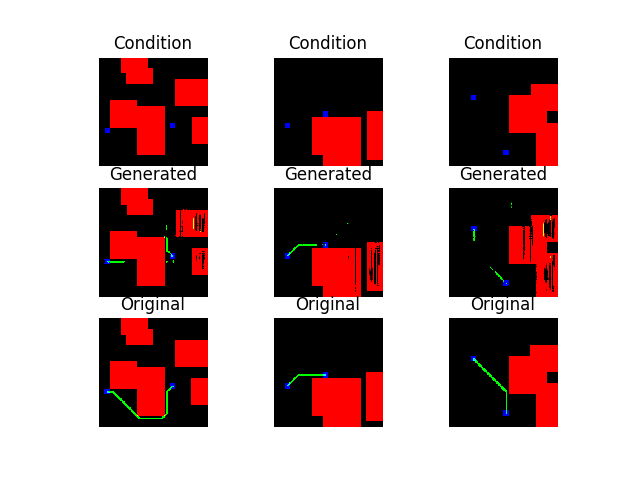 Condition Condition Condition
Generated Generated Generated
Original Original Original